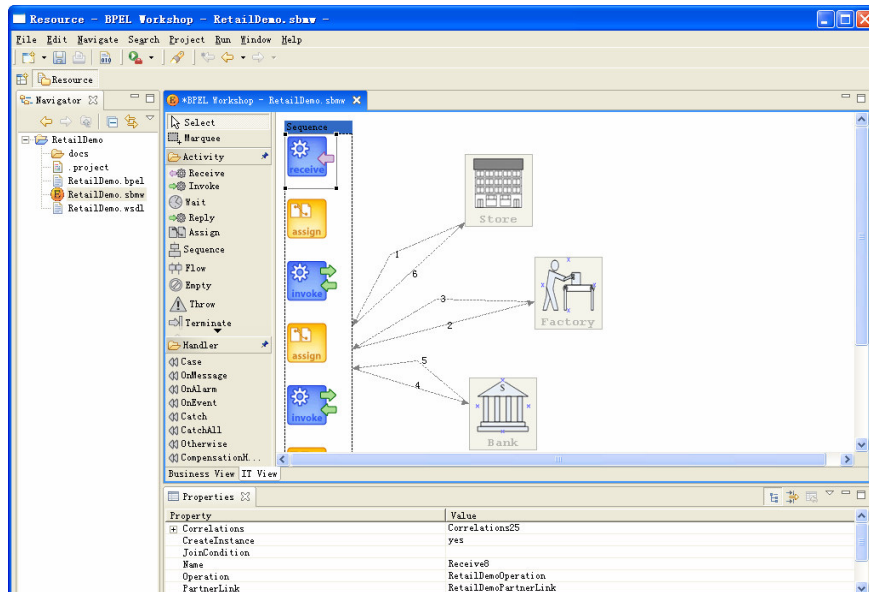 Resource - BPEL Workshop - RetailDemo.sbmw -
File Edit Navigate Search Project Run Window Help
Resource
Navigator
RetailDemo
docs
.project
RetailDemo.bpel
RetailDemo.sbmw
RetailDemo.wsdl
*BPEL Workshop - RetailDemo.sbmw
Select
Marquee
Activity
Receive
Invoke
Wait
Reply
Assign
Sequence
Flow
Empty
Throw
Terminate
Handler
Case
OnMessage
OnAlarm
OnEvent
Catch
CatchAll
Otherwise
CompensationH...
Business View IT View
Sequence
receive
assign
invoke
assign
invoke
Store
Factory
Bank
S
1
6
3
2
5
4
Properties
Property Value
Correlations Correlations25
CreateInstance yes
JoinCondition
Name Receive8
Operation RetailDemoOperation
PartnerLink RetailDemoPartnerLink